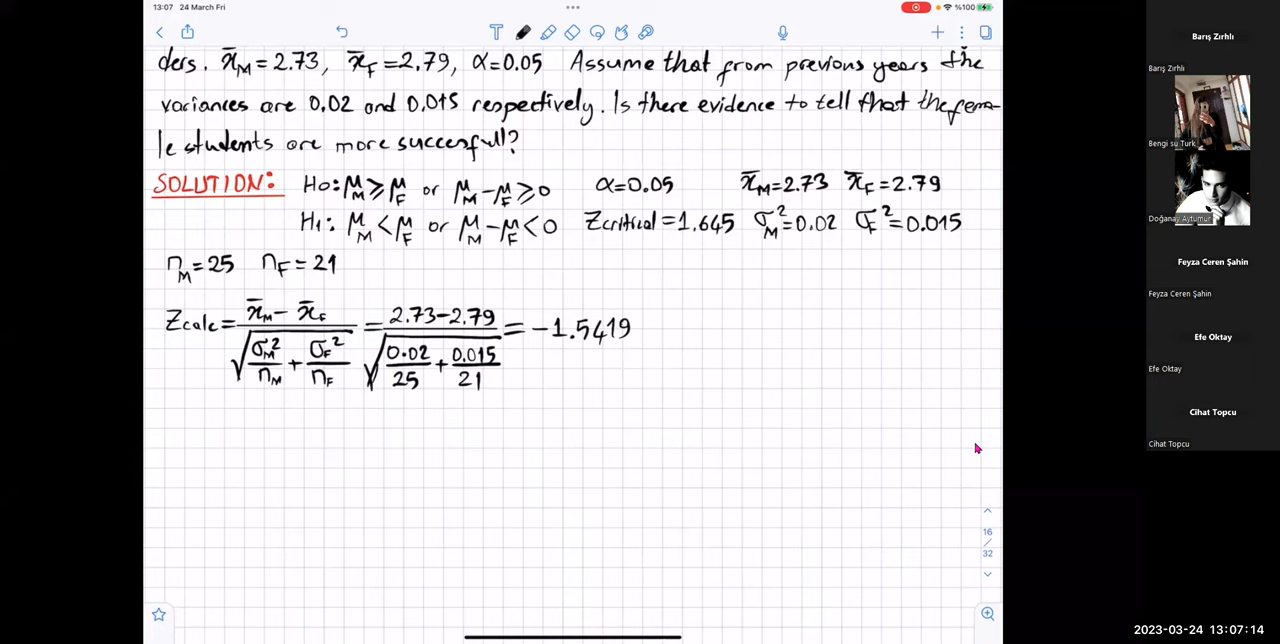 13:07 24 March Fri
%100
ders. x̄M = 2.73, x̄F = 2.79, α=0.05 Assume that from previous years the
variances are 0.02 and 0.015 respectively. Is there evidence to tell that the fema-
le students are more succesful?
SOLUTION: H0: μM ≥ μF or μM - μF ≥ 0 α=0.05 x̄M=2.73 x̄F=2.79
H1: μM < μF or μM - μF < 0 Zcritical = 1.645 σM²=0.02 σF²=0.015
nM=25 nF=21
Zcalc = (x̄M - x̄F) / √(σM²/nM + σF²/nF) = (2.73-2.79) / √(0.02/25 + 0.015/21) = -1.5419
16
/
32
Barış Zırhlı
Barış Zırhlı
Bengi su Turk
Doğanay Aytumur
Feyza Ceren Şahin
Feyza Ceren Şahin
Efe Oktay
Efe Oktay
Cihat Topcu
Cihat Topcu
2023-03-24 13:07:14